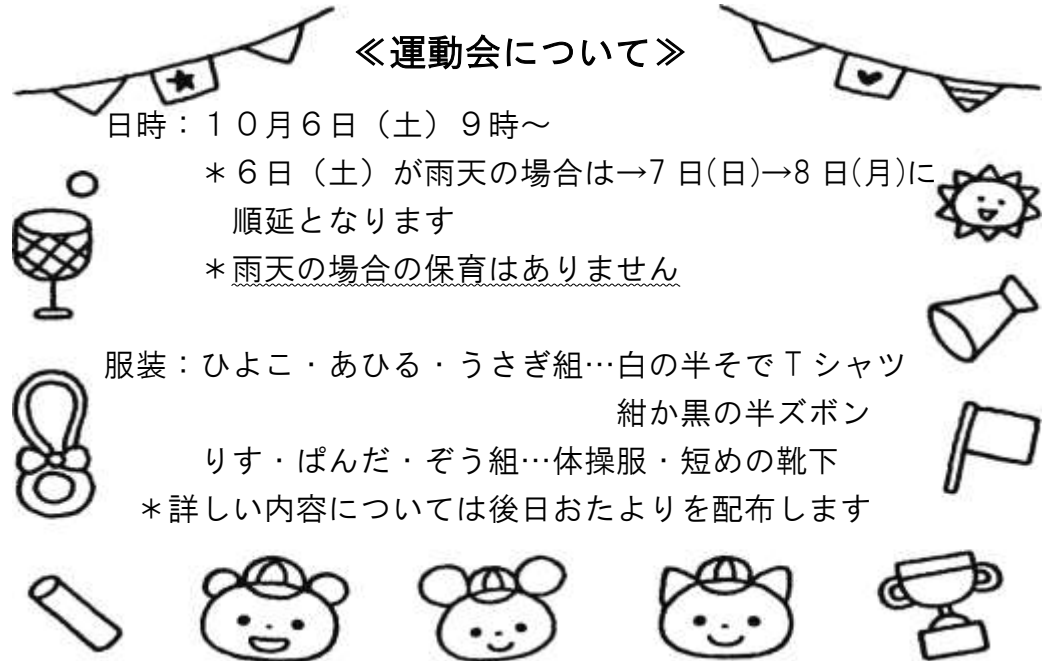 ≪運動会について≫
日時：１０月６日（土）９時～
＊６日（土）が雨天の場合は→7 日(日)→8 日(月)に
順延となります
＊雨天の場合の保育はありません
服装：ひよこ・あひる・うさぎ組…白の半そでＴシャツ
紺か黒の半ズボン
りす・ぱんだ・ぞう組…体操服・短めの靴下
＊詳しい内容については後日おたよりを配布します